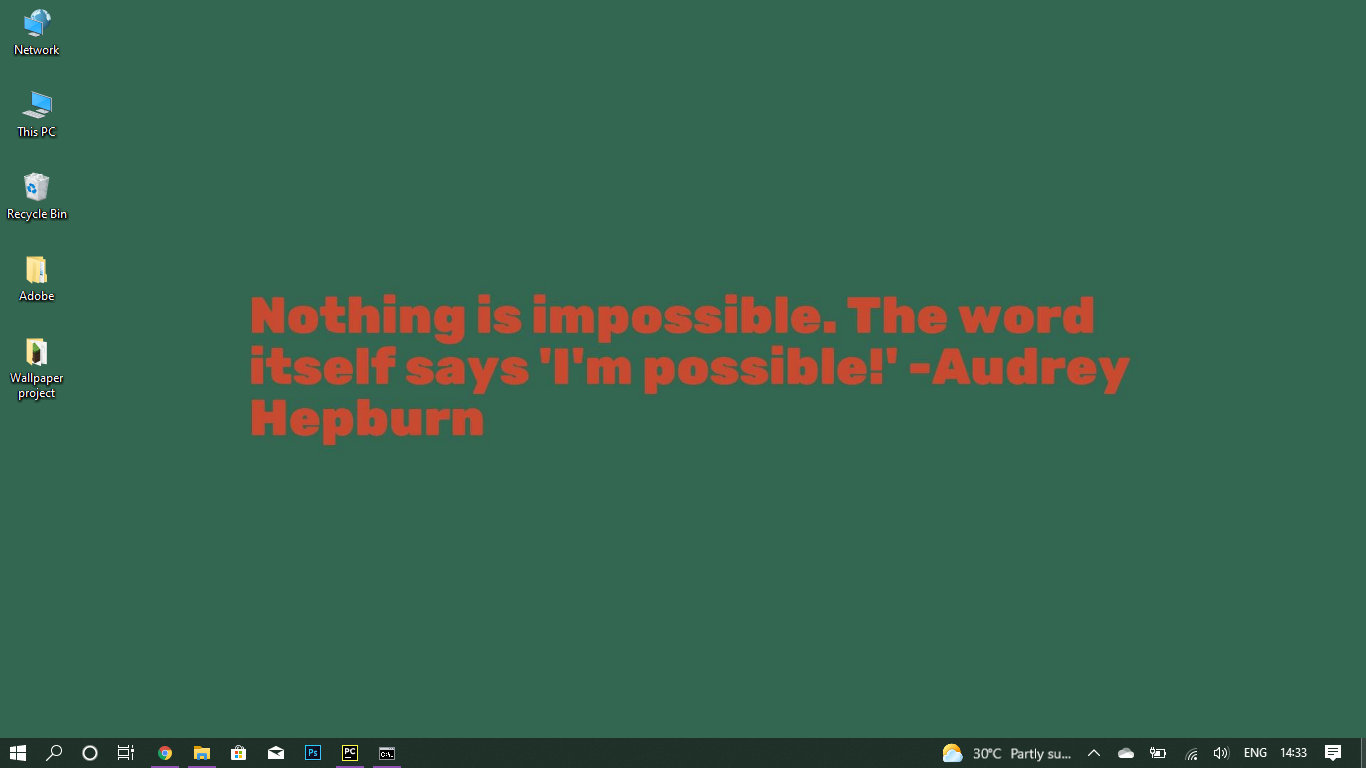 Network
This PC
Recycle Bin
Adobe
Wallpaper
project
Nothing is impossible. The word
itself says 'I'm possible!' -Audrey
Hepburn
Ps
PC
C:\.
30°C Partly su...
ENG
14:33